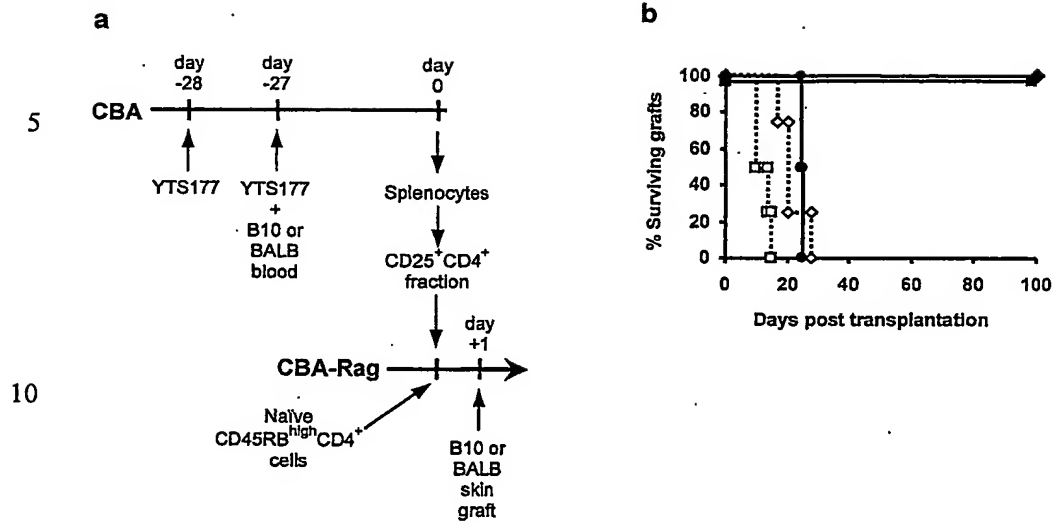 a
day
-28
day
-27
day
0
CBA
5
YTS177
YTS177
+
B10 or
BALB
blood
Splenocytes
CD25⁺CD4⁺
fraction
day
+1
CBA-Rag
10
Naïve
CD45RBʰⁱᵍʰCD4⁺
cells
B10 or
BALB
skin
graft
b
% Surviving grafts
100
80
60
40
20
0
0 20 40 60 80 100
Days post transplantation